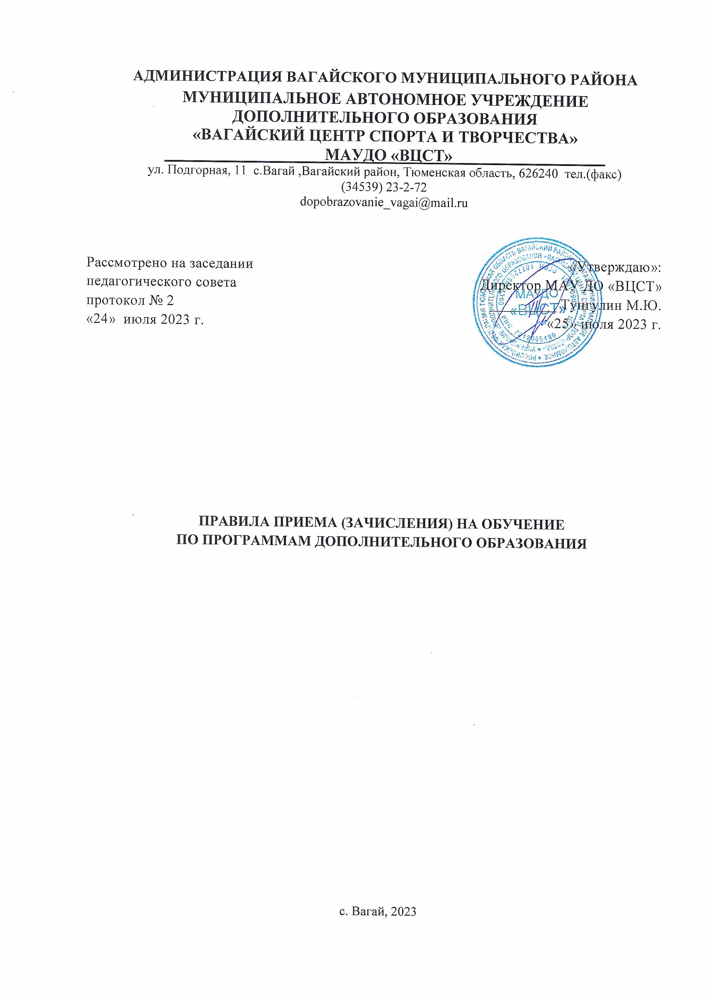 АДМИНИСТРАЦИЯ ВАГАЙСКОГО МУНИЦИПАЛЬНОГО РАЙОНА
МУНИЦИПАЛЬНОЕ АВТОНОМНОЕ УЧРЕЖДЕНИЕ
ДОПОЛНИТЕЛЬНОГО ОБРАЗОВАНИЯ
«ВАГАЙСКИЙ ЦЕНТР СПОРТА И ТВОРЧЕСТВА»
МАУДО «ВЦСТ»
ул. Подгорная, 11 с.Вагай ,Вагайский район, Тюменская область, 626240 тел.(факс)
(34539) 23-2-72
dopobrazovanie_vagai@mail.ru
Рассмотрено на заседании
педагогического совета
протокол № 2
«24» июля 2023 г.
«Утверждаю»:
Директор МАУ ДО «ВЦСТ»
Тунгулин М.Ю.
«25» июля 2023 г.
МАУДО
«ВЦСТ»
ИНН 7212005490
ПРАВИЛА ПРИЕМА (ЗАЧИСЛЕНИЯ) НА ОБУЧЕНИЕ
ПО ПРОГРАММАМ ДОПОЛНИТЕЛЬНОГО ОБРАЗОВАНИЯ
с. Вагай, 2023